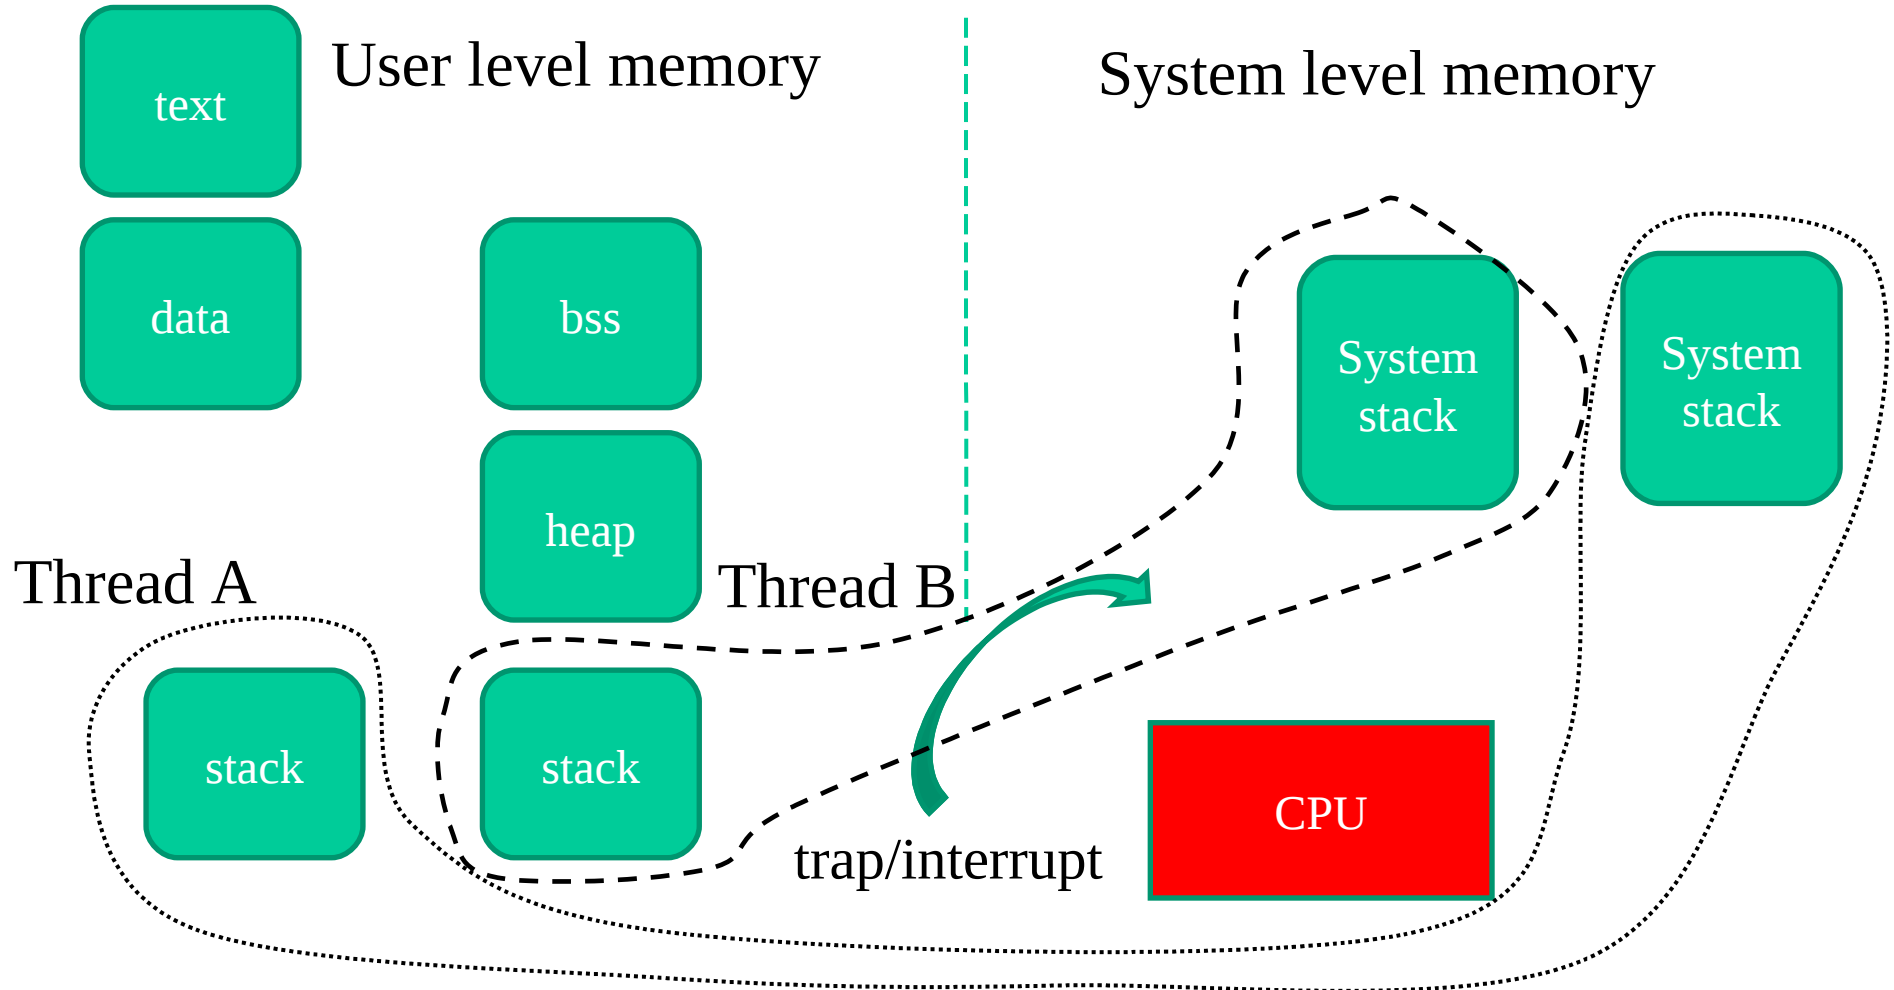 User level memory
System level memory
text
data
bss
System
stack
System
stack
heap
Thread A
Thread B
stack
stack
CPU
trap/interrupt